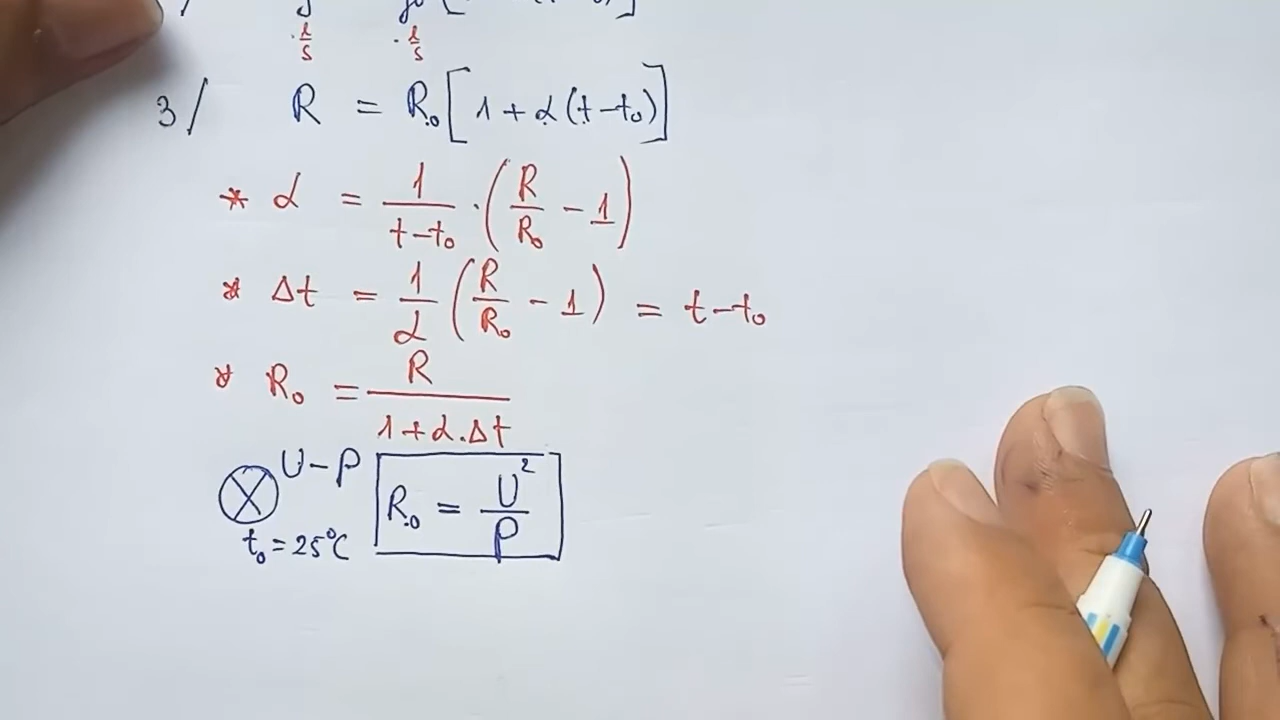 . l/S . l/S
3/ R = R₀[1 + α(t-t₀)]
* α = 1/(t-t₀) · (R/R₀ - 1)
* Δt = 1/α (R/R₀ - 1) = t-t₀
* R₀ = R/(1+α.Δt)
U-P
t₀ = 25°C
R₀ = U²/P